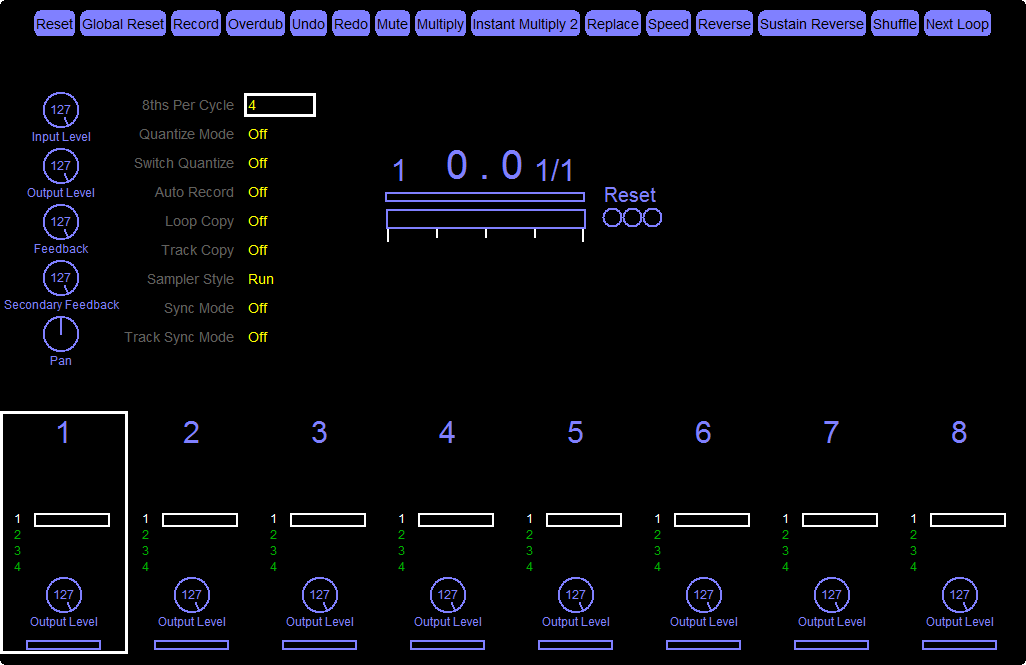 Reset Global Reset Record Overdub Undo Redo Mute Multiply Instant Multiply 2 Replace Speed Reverse Sustain Reverse Shuffle Next Loop
127
Input Level
127
Output Level
127
Feedback
127
Secondary Feedback
Pan
8ths Per Cycle 4
Quantize Mode Off
Switch Quantize Off
Auto Record Off
Loop Copy Off
Track Copy Off
Sampler Style Run
Sync Mode Off
Track Sync Mode Off
1 0.0 1/1
Reset
1 2 3 4 5 6 7 8
1 1 1 1 1 1 1 1
2 2 2 2 2 2 2 2
3 3 3 3 3 3 3 3
4 4 4 4 4 4 4 4
127 127 127 127 127 127 127 127
Output Level Output Level Output Level Output Level Output Level Output Level Output Level Output Level